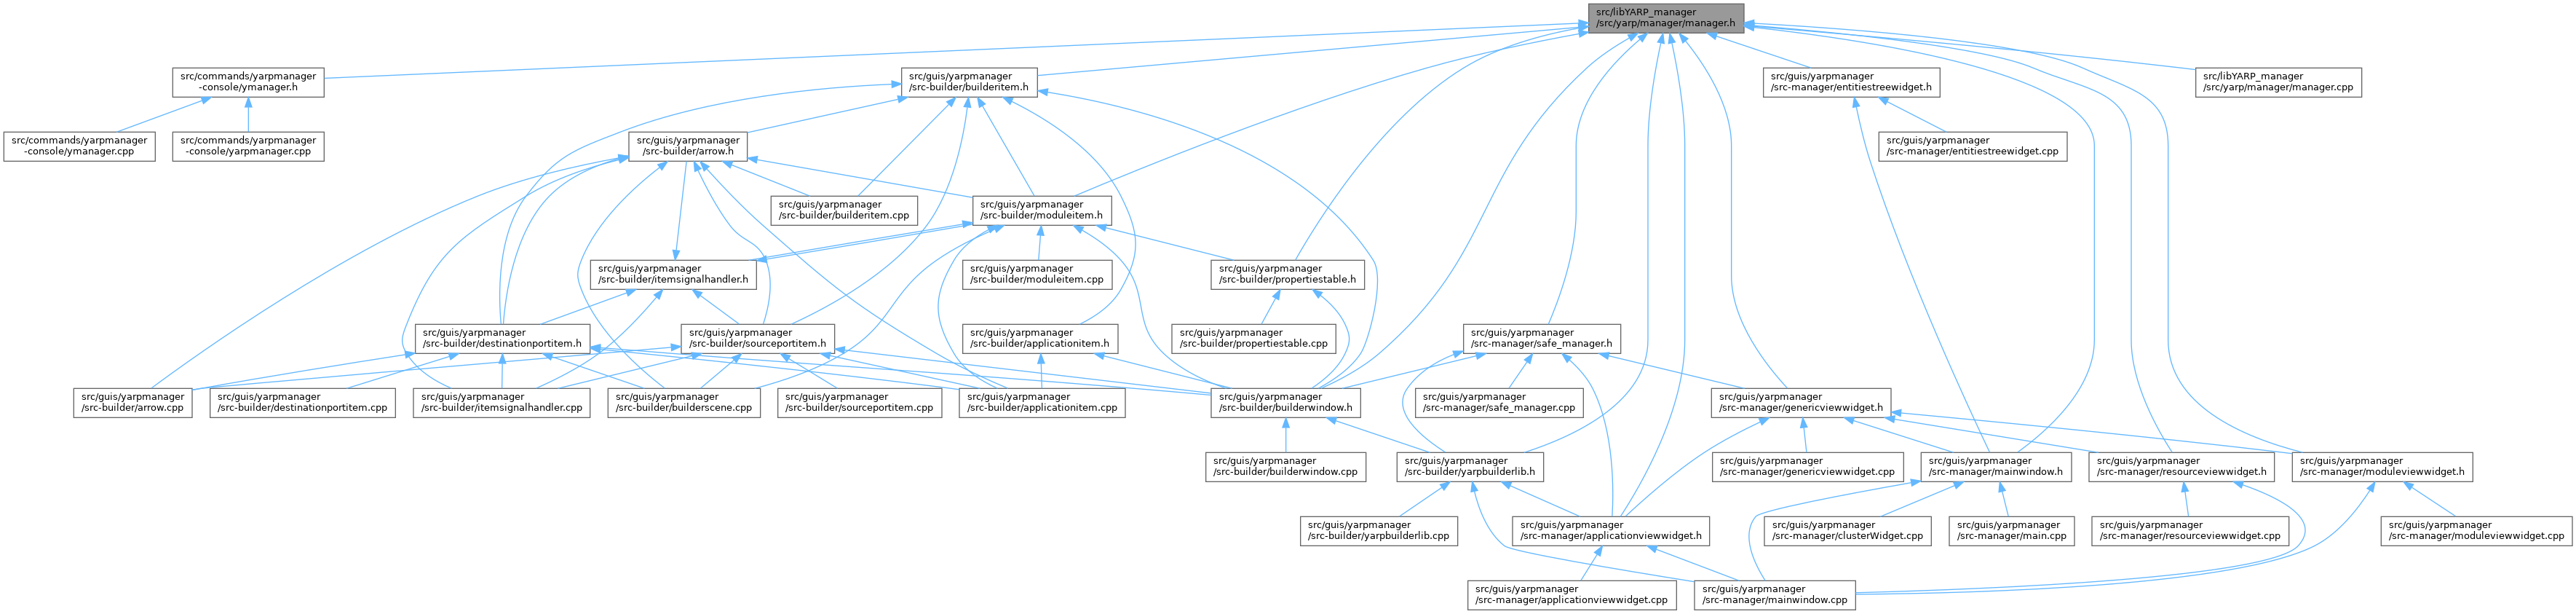 src/libYARP_manager
/src/yarp/manager/manager.h
src/commands/yarpmanager
-console/ymanager.h
src/guis/yarpmanager
/src-builder/builderitem.h
src/guis/yarpmanager
/src-manager/entitiestreewidget.h
src/libYARP_manager
/src/yarp/manager/manager.cpp
src/commands/yarpmanager
-console/ymanager.cpp
src/commands/yarpmanager
-console/yarpmanager.cpp
src/guis/yarpmanager
/src-builder/arrow.h
src/guis/yarpmanager
/src-manager/entitiestreewidget.cpp
src/guis/yarpmanager
/src-builder/builderitem.cpp
src/guis/yarpmanager
/src-builder/moduleitem.h
src/guis/yarpmanager
/src-builder/itemsignalhandler.h
src/guis/yarpmanager
/src-builder/moduleitem.cpp
src/guis/yarpmanager
/src-builder/propertiestable.h
src/guis/yarpmanager
/src-builder/destinationportitem.h
src/guis/yarpmanager
/src-builder/sourceportitem.h
src/guis/yarpmanager
/src-builder/applicationitem.h
src/guis/yarpmanager
/src-builder/propertiestable.cpp
src/guis/yarpmanager
/src-manager/safe_manager.h
src/guis/yarpmanager
/src-builder/arrow.cpp
src/guis/yarpmanager
/src-builder/destinationportitem.cpp
src/guis/yarpmanager
/src-builder/itemsignalhandler.cpp
src/guis/yarpmanager
/src-builder/builderscene.cpp
src/guis/yarpmanager
/src-builder/sourceportitem.cpp
src/guis/yarpmanager
/src-builder/applicationitem.cpp
src/guis/yarpmanager
/src-builder/builderwindow.h
src/guis/yarpmanager
/src-manager/safe_manager.cpp
src/guis/yarpmanager
/src-manager/genericviewwidget.h
src/guis/yarpmanager
/src-builder/builderwindow.cpp
src/guis/yarpmanager
/src-builder/yarpbuilderlib.h
src/guis/yarpmanager
/src-manager/genericviewwidget.cpp
src/guis/yarpmanager
/src-manager/mainwindow.h
src/guis/yarpmanager
/src-manager/resourceviewwidget.h
src/guis/yarpmanager
/src-manager/moduleviewwidget.h
src/guis/yarpmanager
/src-builder/yarpbuilderlib.cpp
src/guis/yarpmanager
/src-manager/applicationviewwidget.h
src/guis/yarpmanager
/src-manager/clusterWidget.cpp
src/guis/yarpmanager
/src-manager/main.cpp
src/guis/yarpmanager
/src-manager/resourceviewwidget.cpp
src/guis/yarpmanager
/src-manager/moduleviewwidget.cpp
src/guis/yarpmanager
/src-manager/applicationviewwidget.cpp
src/guis/yarpmanager
/src-manager/mainwindow.cpp